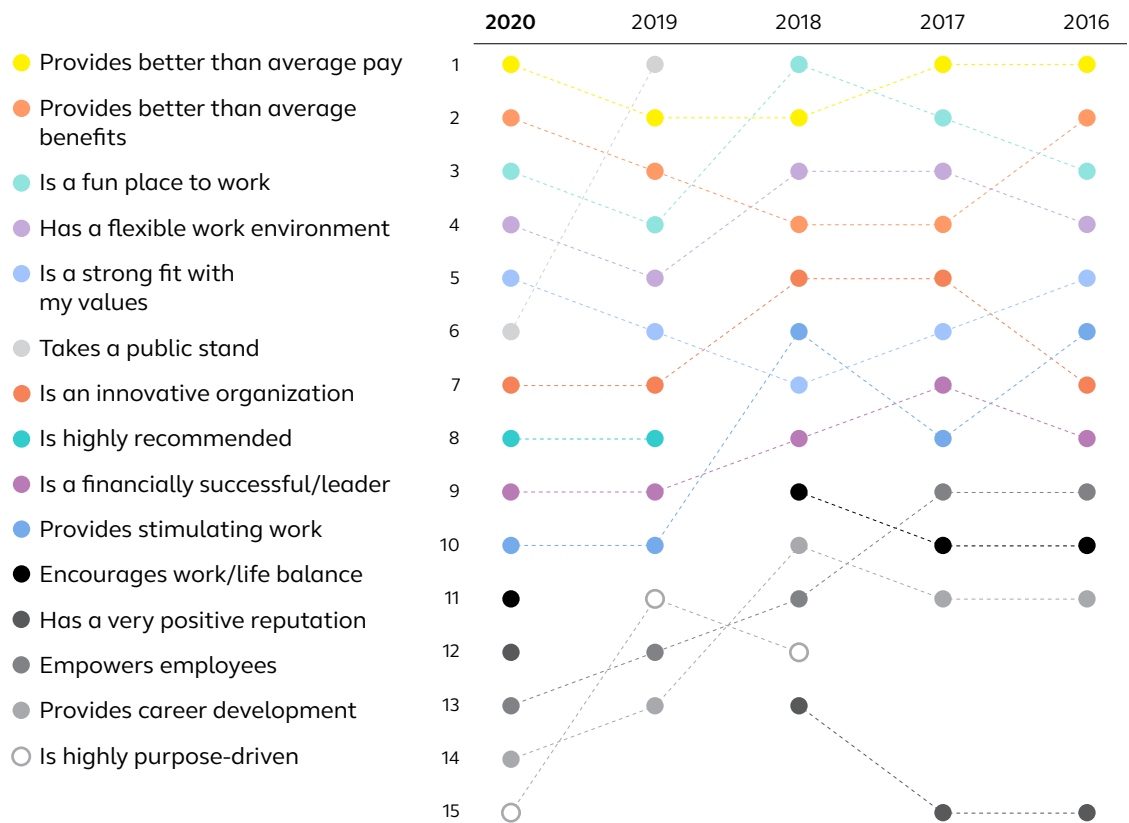 2020 2019 2018 2017 2016
Provides better than average pay
Provides better than average
benefits
Is a fun place to work
Has a flexible work environment
Is a strong fit with
my values
Takes a public stand
Is an innovative organization
Is highly recommended
Is a financially successful/leader
Provides stimulating work
Encourages work/life balance
Has a very positive reputation
Empowers employees
Provides career development
Is highly purpose-driven
1
2
3
4
5
6
7
8
9
10
11
12
13
14
15